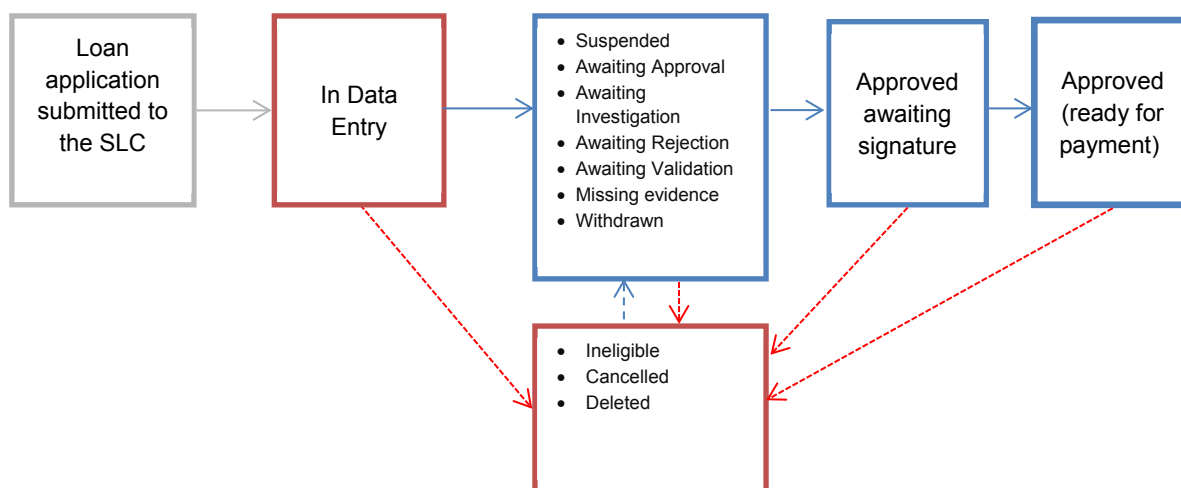 Loan
application
submitted to
the SLC
In Data
Entry
• Suspended
• Awaiting Approval
• Awaiting
Investigation
• Awaiting Rejection
• Awaiting Validation
• Missing evidence
• Withdrawn
Approved
awaiting
signature
Approved
(ready for
payment)
• Ineligible
• Cancelled
• Deleted